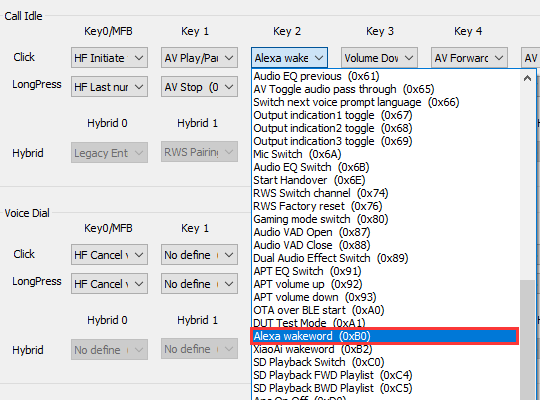 Call Idle
Key0/MFB Key 1 Key 2 Key 3 Key 4
Click HF Initiate AV Play/Pau Alexa wake Volume Dov AV Forward AV
LongPress HF Last nur AV Stop (0
Hybrid 0 Hybrid 1
Hybrid Legacy Ent RWS Pairing
Voice Dial
Key0/MFB Key 1
Click HF Cancel v No define
LongPress HF Cancel v No define
Hybrid 0 Hybrid 1
Hybrid No define No define
Audio EQ previous (0x61)
AV Toggle audio pass through (0x65)
Switch next voice prompt language (0x66)
Output indication1 toggle (0x67)
Output indication2 toggle (0x68)
Output indication3 toggle (0x69)
Mic Switch (0x6A)
Audio EQ Switch (0x6B)
Start Handover (0x6E)
RWS Switch channel (0x74)
RWS Factory reset (0x76)
Gaming mode switch (0x80)
Audio VAD Open (0x87)
Audio VAD Close (0x88)
Dual Audio Effect Switch (0x89)
APT EQ Switch (0x91)
APT volume up (0x92)
APT volume down (0x93)
OTA over BLE start (0xA0)
DUT Test Mode (0xA1)
Alexa wakeword (0xB0)
XiaoAi wakeword (0xB2)
SD Playback Switch (0xC0)
SD Playback FWD Playlist (0xC4)
SD Playback BWD Playlist (0xC5)